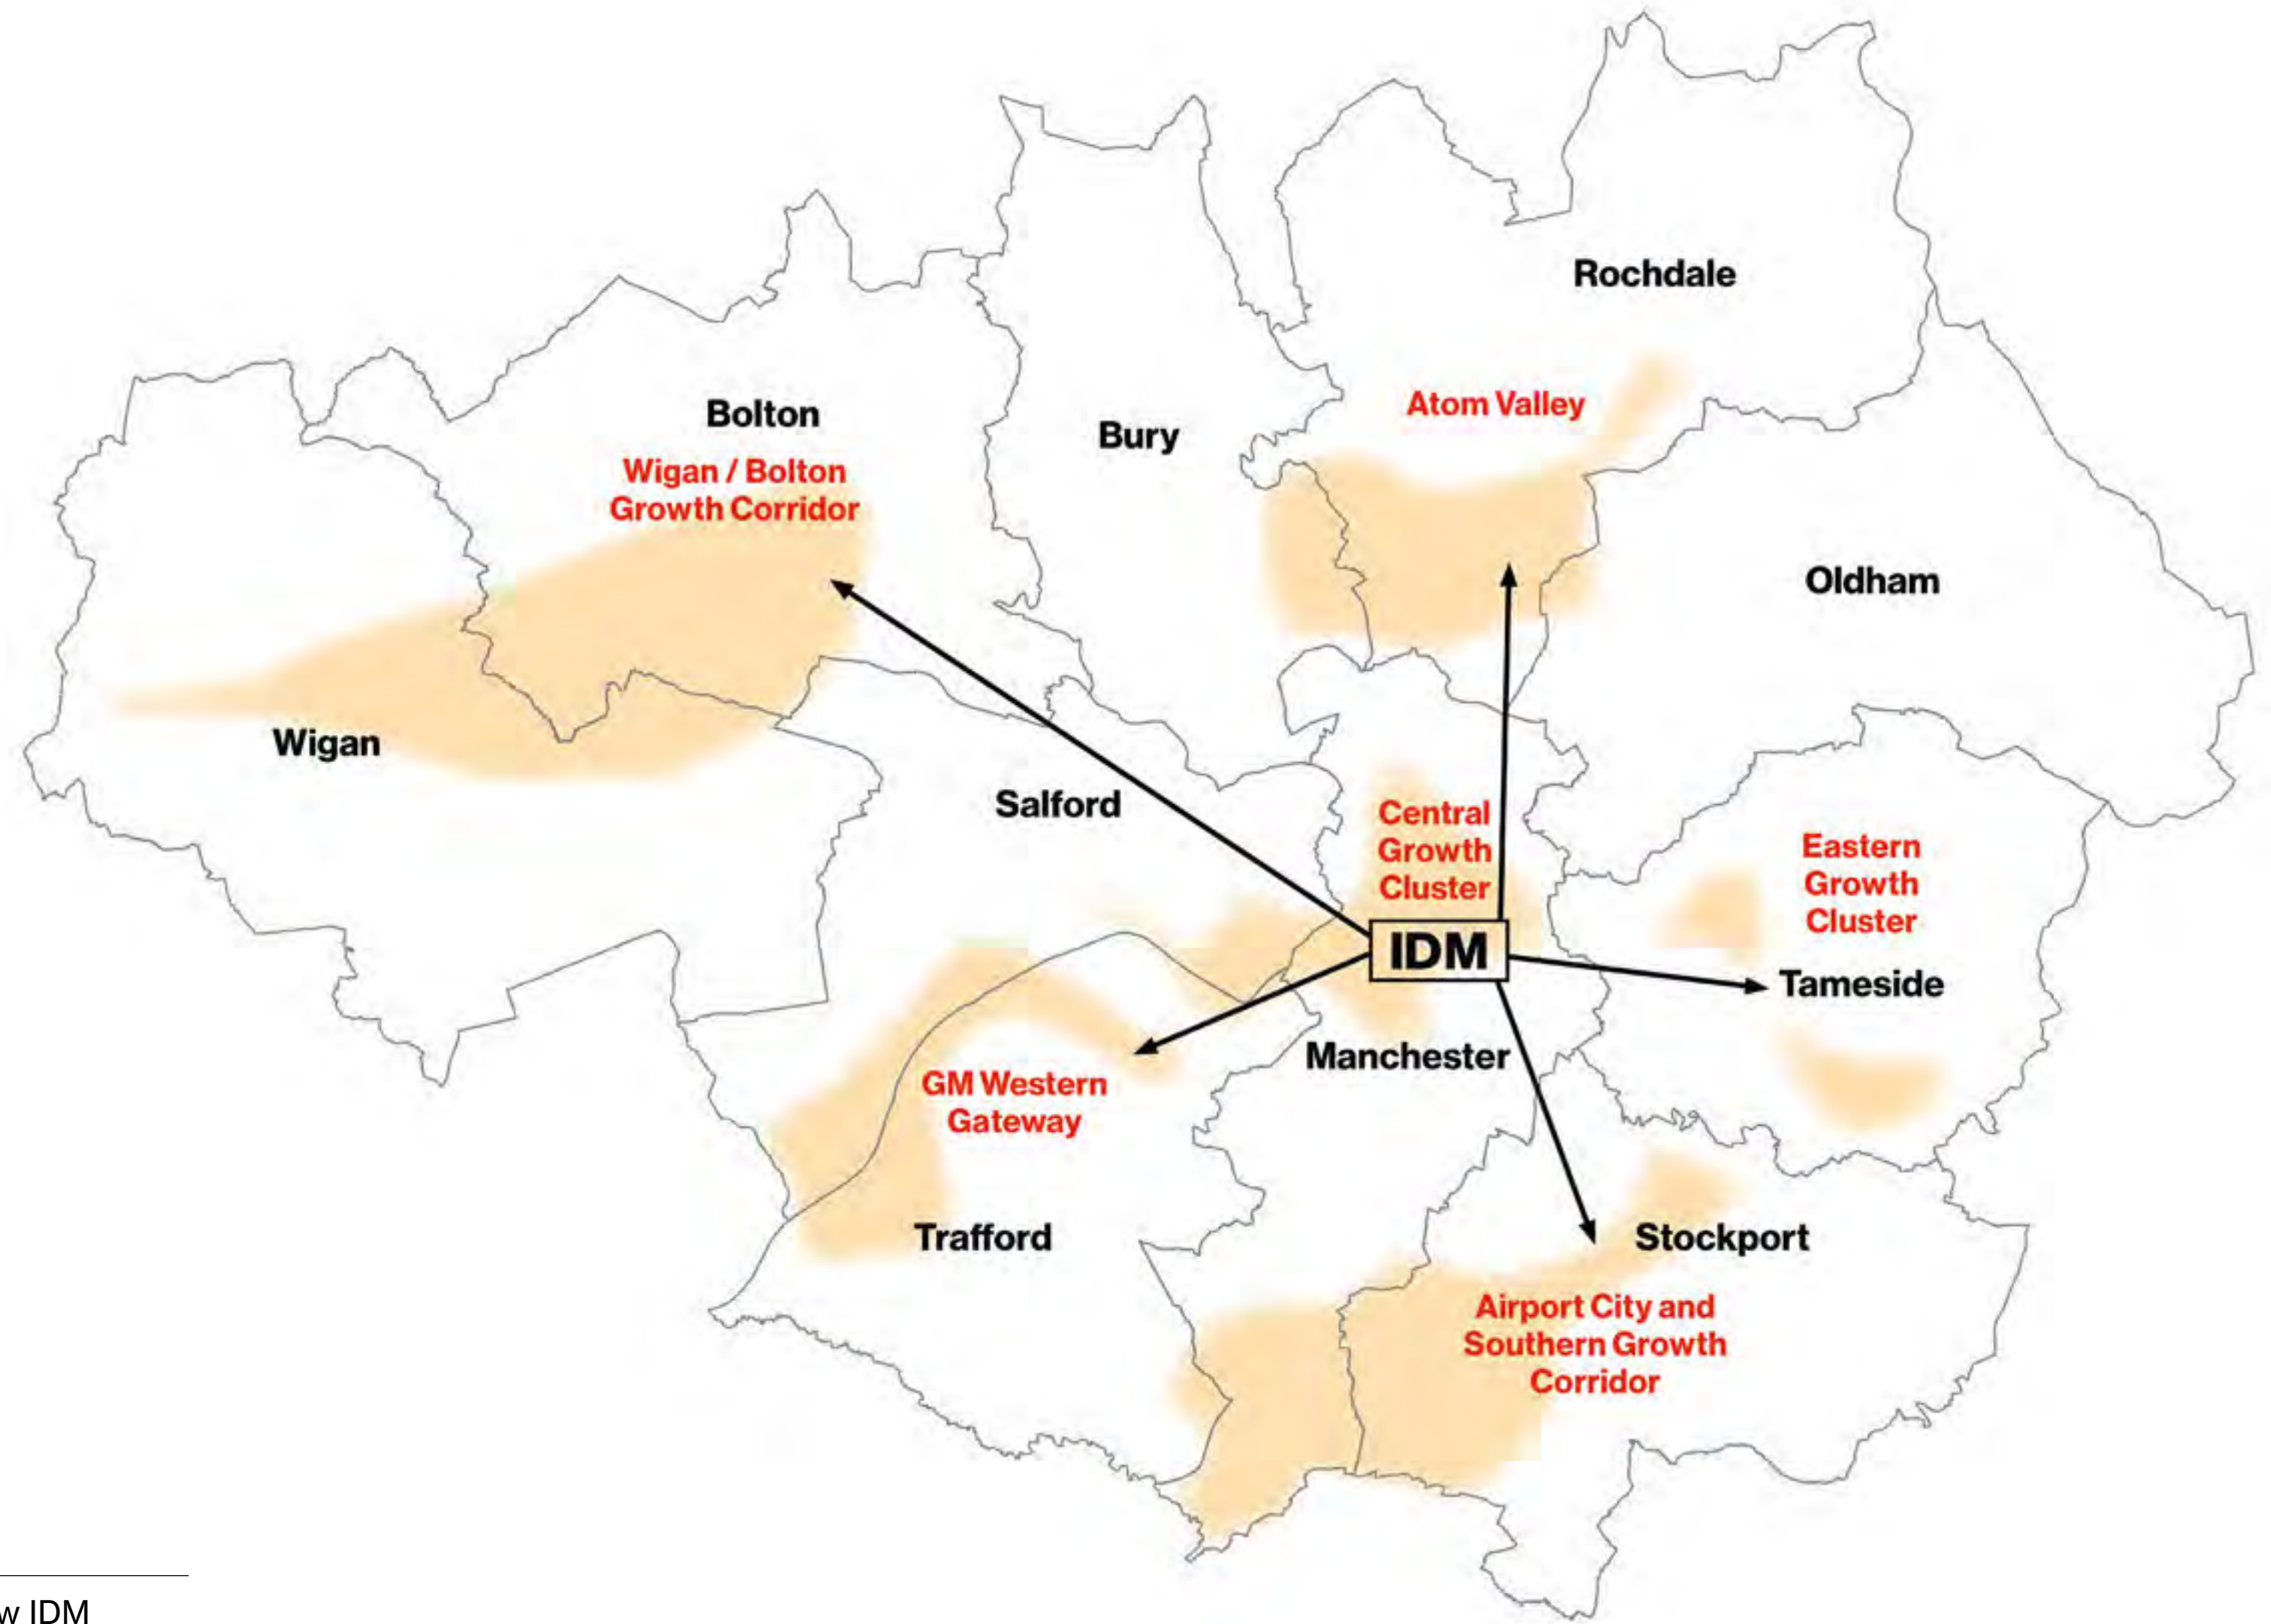 Rochdale
Atom Valley
Bolton
Bury
Wigan / Bolton
Growth Corridor
Oldham
Wigan
Salford
Central
Growth
Cluster
Eastern
Growth
Cluster
IDM
Tameside
Manchester
GM Western
Gateway
Trafford
Stockport
Airport City and
Southern Growth
Corridor
w IDM